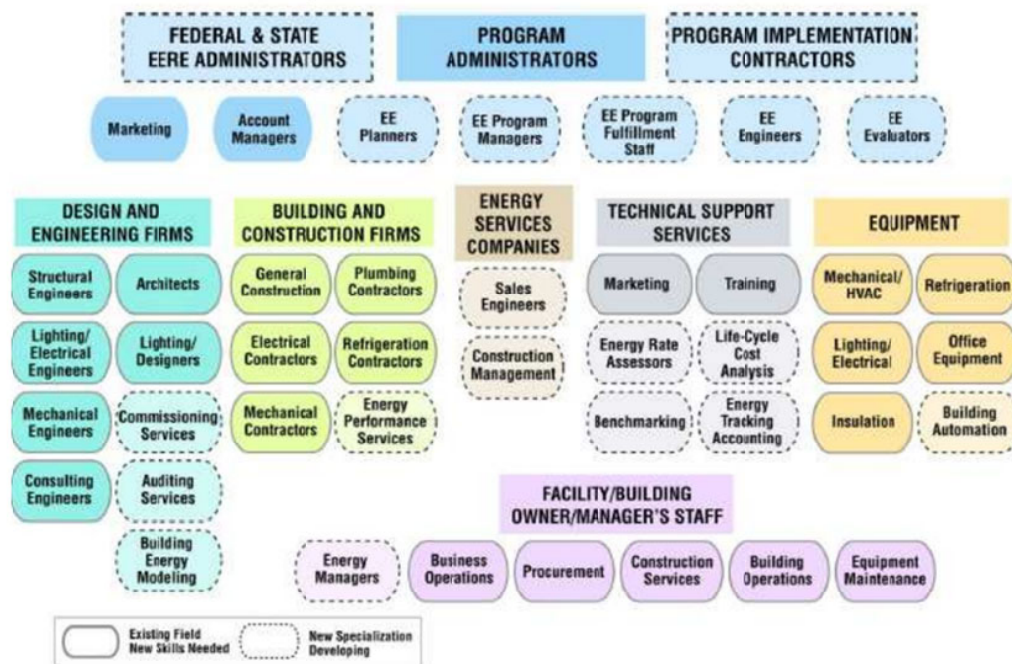 FEDERAL & STATE
EERE ADMINISTRATORS
PROGRAM
ADMINISTRATORS
PROGRAM IMPLEMENTATION
CONTRACTORS
Marketing
Account
Managers
EE
Planners
EE Program
Managers
EE Program
Fulfillment
Staff
EE
Engineers
EE
Evaluators
DESIGN AND
ENGINEERING FIRMS
Structural
Engineers
Architects
Lighting/
Electrical
Engineers
Lighting/
Designers
Mechanical
Engineers
Commissioning
Services
Consulting
Engineers
Auditing
Services
Building
Energy
Modeling
BUILDING AND
CONSTRUCTION FIRMS
General
Construction
Plumbing
Contractors
Electrical
Contractors
Refrigeration
Contractors
Mechanical
Contractors
Energy
Performance
Services
ENERGY
SERVICES
COMPANIES
Sales
Engineers
Construction
Management
TECHNICAL SUPPORT
SERVICES
Marketing
Training
Energy Rate
Assessors
Life-Cycle
Cost
Analysis
Benchmarking
Energy
Tracking
Accounting
EQUIPMENT
Mechanical/
HVAC
Refrigeration
Lighting/
Electrical
Office
Equipment
Insulation
Building
Automation
FACILITY/BUILDING
OWNER/MANAGER'S STAFF
Energy
Managers
Business
Operations
Procurement
Construction
Services
Building
Operations
Equipment
Maintenance
Existing Field
New Skills Needed
New Specialization
Developing